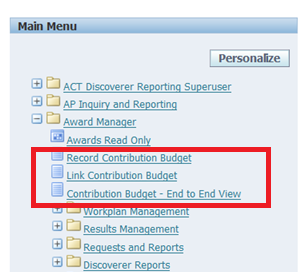 Main Menu
Personalize
ACT Discoverer Reporting Superuser
AP Inquiry and Reporting
Award Manager
Awards Read Only
Record Contribution Budget
Link Contribution Budget
Contribution Budget - End to End View
Workplan Management
Results Management
Requests and Reports
Discoverer Reports